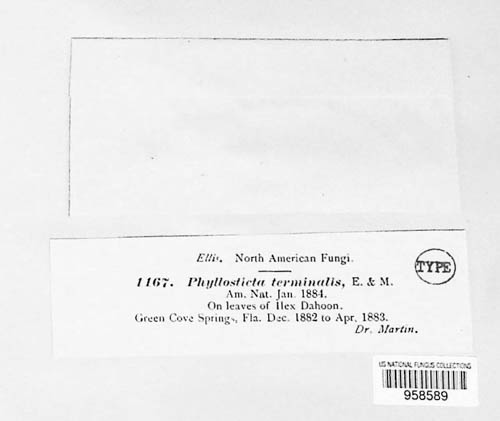 Ellis. North American Fungi.
1167. Phyllosticta terminalis, E. & M.
Am. Nat. Jan. 1884.
On leaves of Ilex Dahoon.
Green Cove Springs, Fla. Dec. 1882 to Apr. 1883.
Dr. Martin.
TYPE
US NATIONAL FUNGUS COLLECTIONS
958589